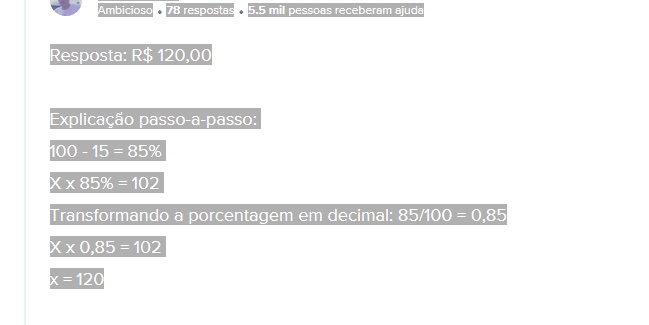 Ambicioso • 78 respostas • 5.5 mil pessoas receberam ajuda
Resposta: R$ 120,00
Explicação passo-a-passo:
100 - 15 = 85%
X x 85% = 102
Transformando a porcentagem em decimal: 85/100 = 0,85
X x 0,85 = 102
x = 120